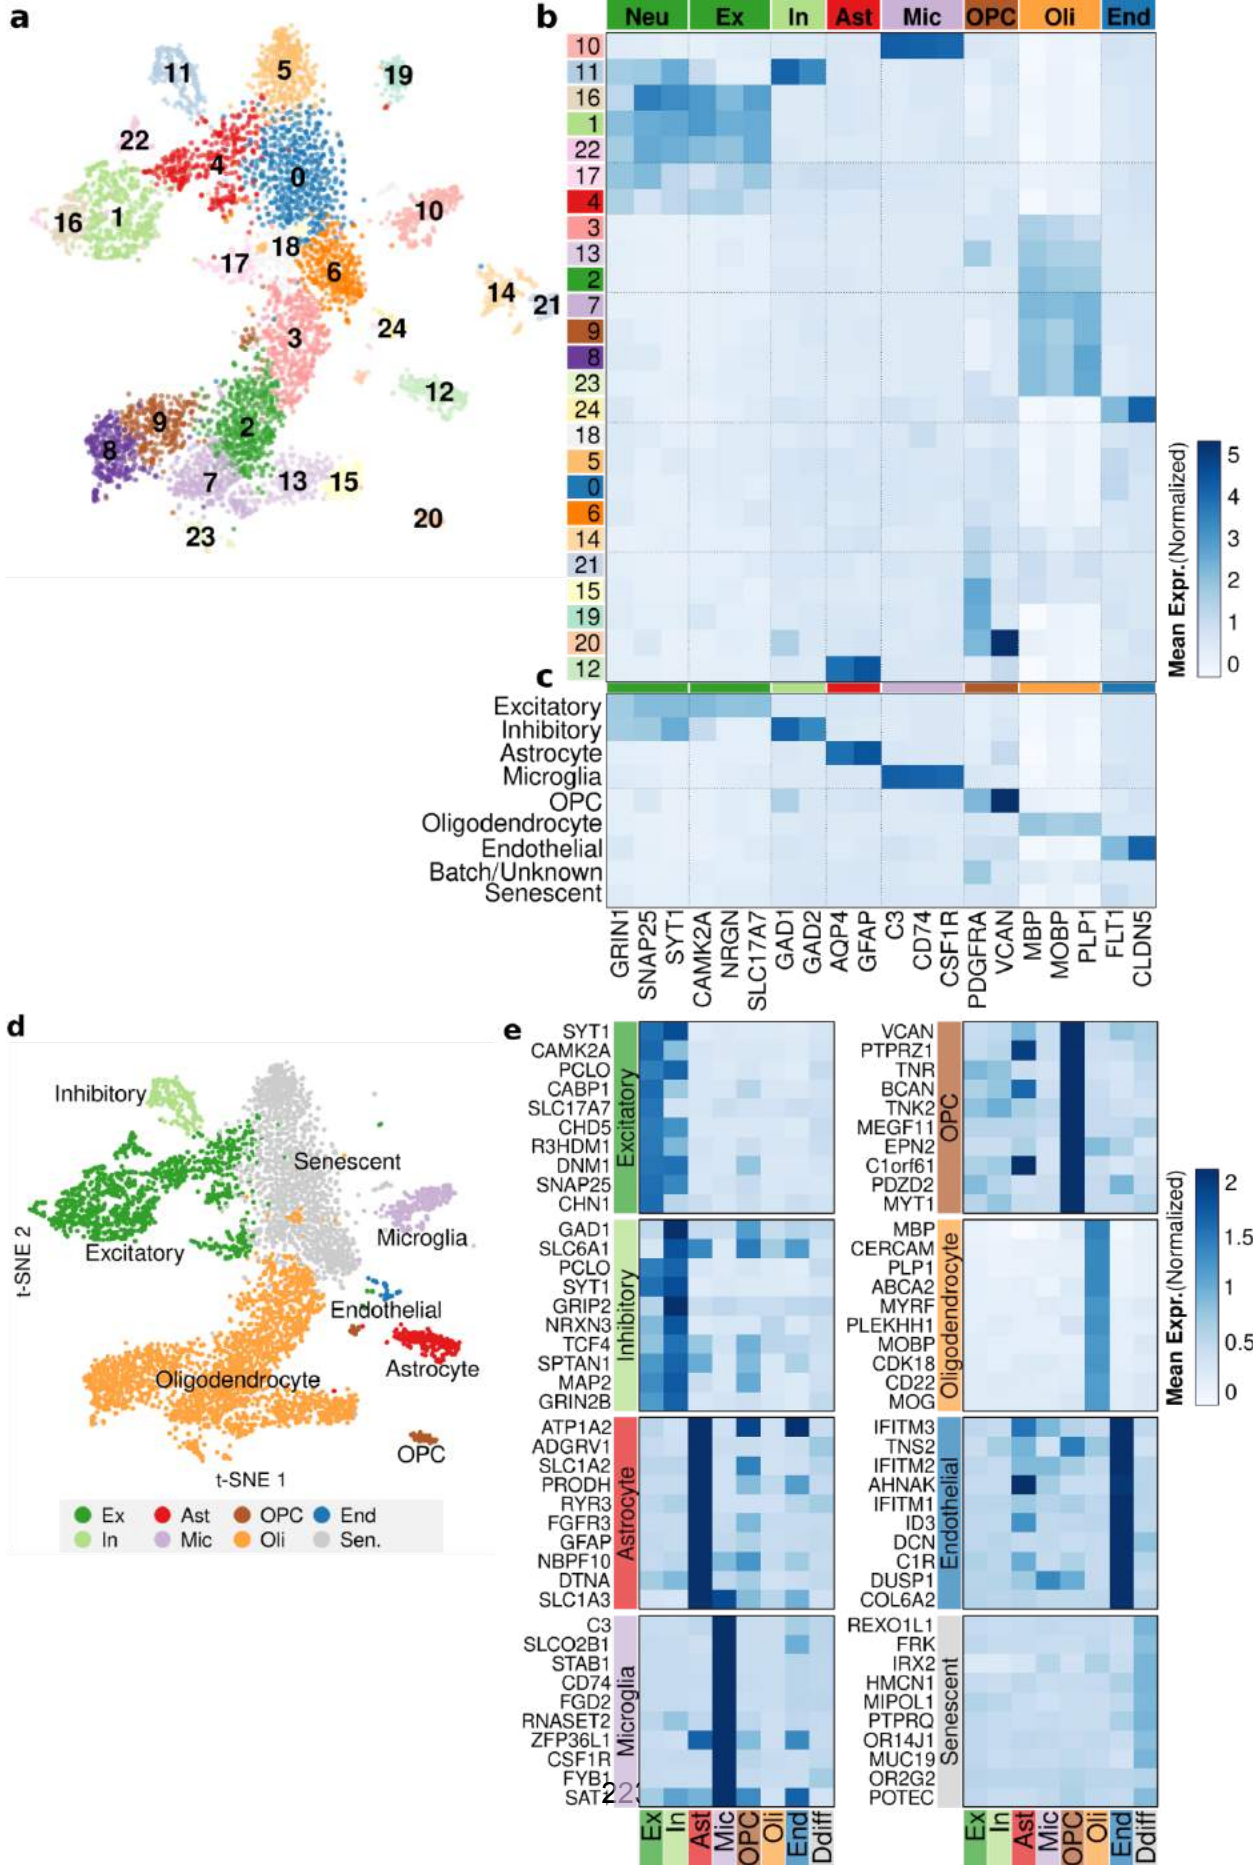 a
11
5
19
22
4
0
16
1
10
18
17
6
14
21
3
24
12
9
2
8
7
13
15
20
23
b
Neu Ex In Ast Mic OPC Oli End
10
11
16
1
22
17
4
3
13
2
7
9
8
23
24
18
5
0
6
14
21
15
19
20
12
Mean Expr.(Normalized)
5
4
3
2
1
0
c
Excitatory
Inhibitory
Astrocyte
Microglia
OPC
Oligodendrocyte
Endothelial
Batch/Unknown
Senescent
GRIN1
SNAP25
SYT1
CAMK2A
NRGN
SLC17A7
GAD1
GAD2
AQP4
GFAP
C3
CD74
CSF1R
PDGFRA
VCAN
MBP
MOBP
PLP1
FLT1
CLDN5
d
Inhibitory
Senescent
Excitatory
Microglia
Endothelial
Astrocyte
Oligodendrocyte
OPC
t-SNE 2
t-SNE 1
Ex Ast OPC End
In Mic Oli Sen.
e
Excitatory
SYT1
CAMK2A
PCLO
CABP1
SLC17A7
CHD5
R3HDM1
DNM1
SNAP25
CHN1
Inhibitory
GAD1
SLC6A1
PCLO
SYT1
GRIP2
NRXN3
TCF4
SPTAN1
MAP2
GRIN2B
Astrocyte
ATP1A2
ADGRV1
SLC1A2
PRODH
RYR3
FGFR3
GFAP
NBPF10
DTNA
SLC1A3
Microglia
C3
SLCO2B1
STAB1
CD74
FGD2
RNASET2
ZFP36L1
CSF1R
FYB1
SAT1
223
Ex
In
Ast
Mic
OPC
Oli
End
Ddiff
OPC
VCAN
PTPRZ1
TNR
BCAN
TNK2
MEGF11
EPN2
C1orf61
PDZD2
MYT1
Oligodendrocyte
MBP
CERCAM
PLP1
ABCA2
MYRF
PLEKHH1
MOBP
CDK18
CD22
MOG
Endothelial
IFITM3
TNS2
IFITM2
AHNAK
IFITM1
ID3
DCN
C1R
DUSP1
COL6A2
Senescent
REXO1L1
FRK
IRX2
HMCN1
MIPOL1
PTPRQ
OR14J1
MUC19
OR2G2
POTEC
Ex
In
Ast
Mic
OPC
Oli
End
Ddiff
Mean Expr.(Normalized)
2
1.5
1
0.5
0